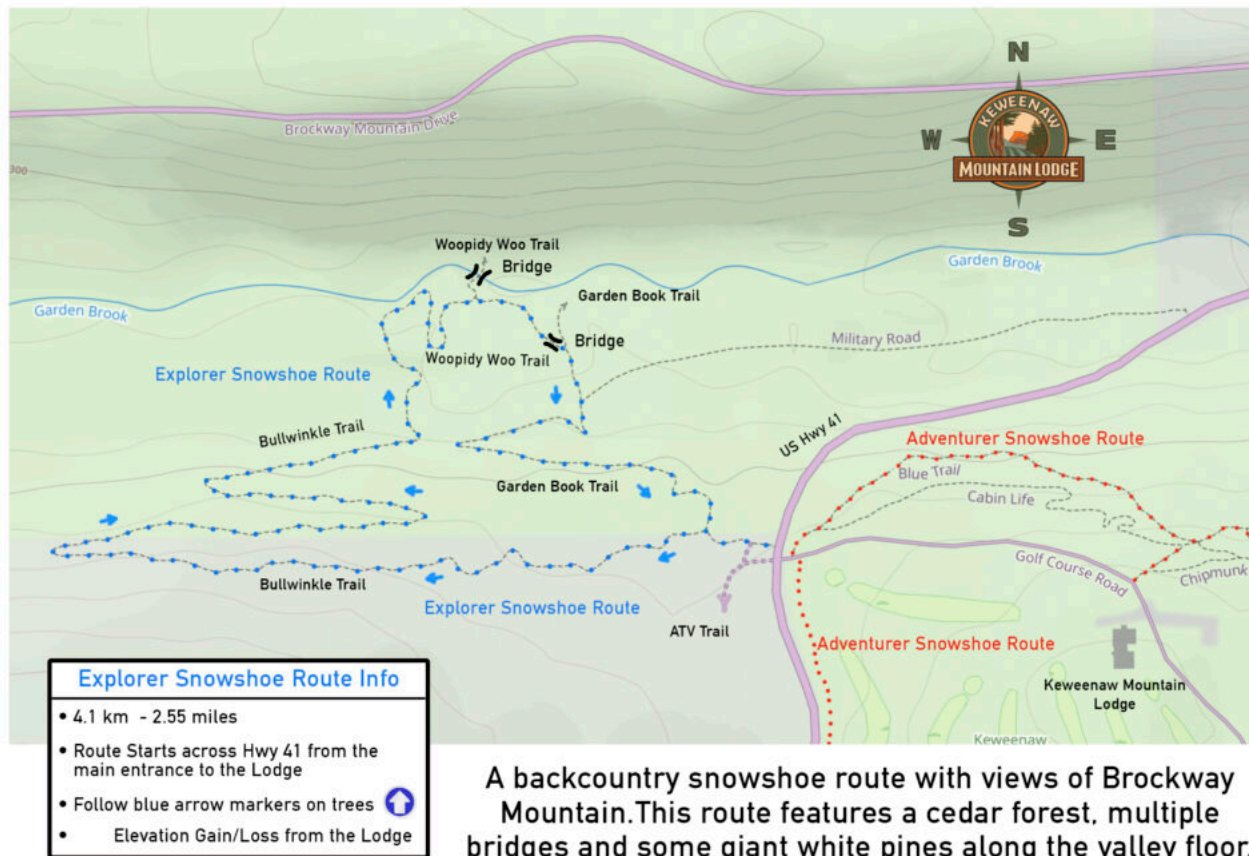 N
KEWEENAW
W
E
MOUNTAIN LODGE
S
Brockway Mountain Drive
300
Woopidy Woo Trail
Bridge
Garden Brook
Garden Book Trail
Garden Brook
Military Road
Bridge
Woopidy Woo Trail
Explorer Snowshoe Route
US Hwy 41
Bullwinkle Trail
Adventurer Snowshoe Route
Blue Trail
Garden Book Trail
Cabin Life
Golf Course Road
Chipmunk
Bullwinkle Trail
Explorer Snowshoe Route
ATV Trail
Adventurer Snowshoe Route
Keweenaw Mountain
Lodge
Keweenaw
Explorer Snowshoe Route Info
• 4.1 km - 2.55 miles
• Route Starts across Hwy 41 from the
main entrance to the Lodge
• Follow blue arrow markers on trees
• Elevation Gain/Loss from the Lodge
A backcountry snowshoe route with views of Brockway
Mountain.This route features a cedar forest, multiple
bridges and some giant white pines along the valley floor